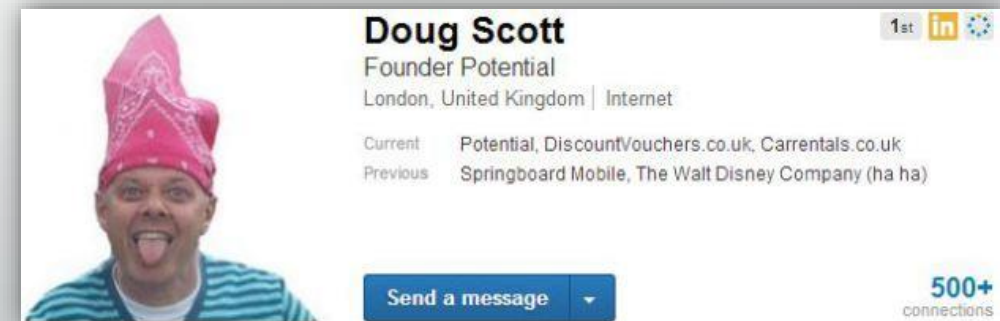 Doug Scott
1st in
Founder Potential
London, United Kingdom | Internet
Current Potential, DiscountVouchers.co.uk, Carrentals.co.uk
Previous Springboard Mobile, The Walt Disney Company (ha ha)
Send a message
500+
connections